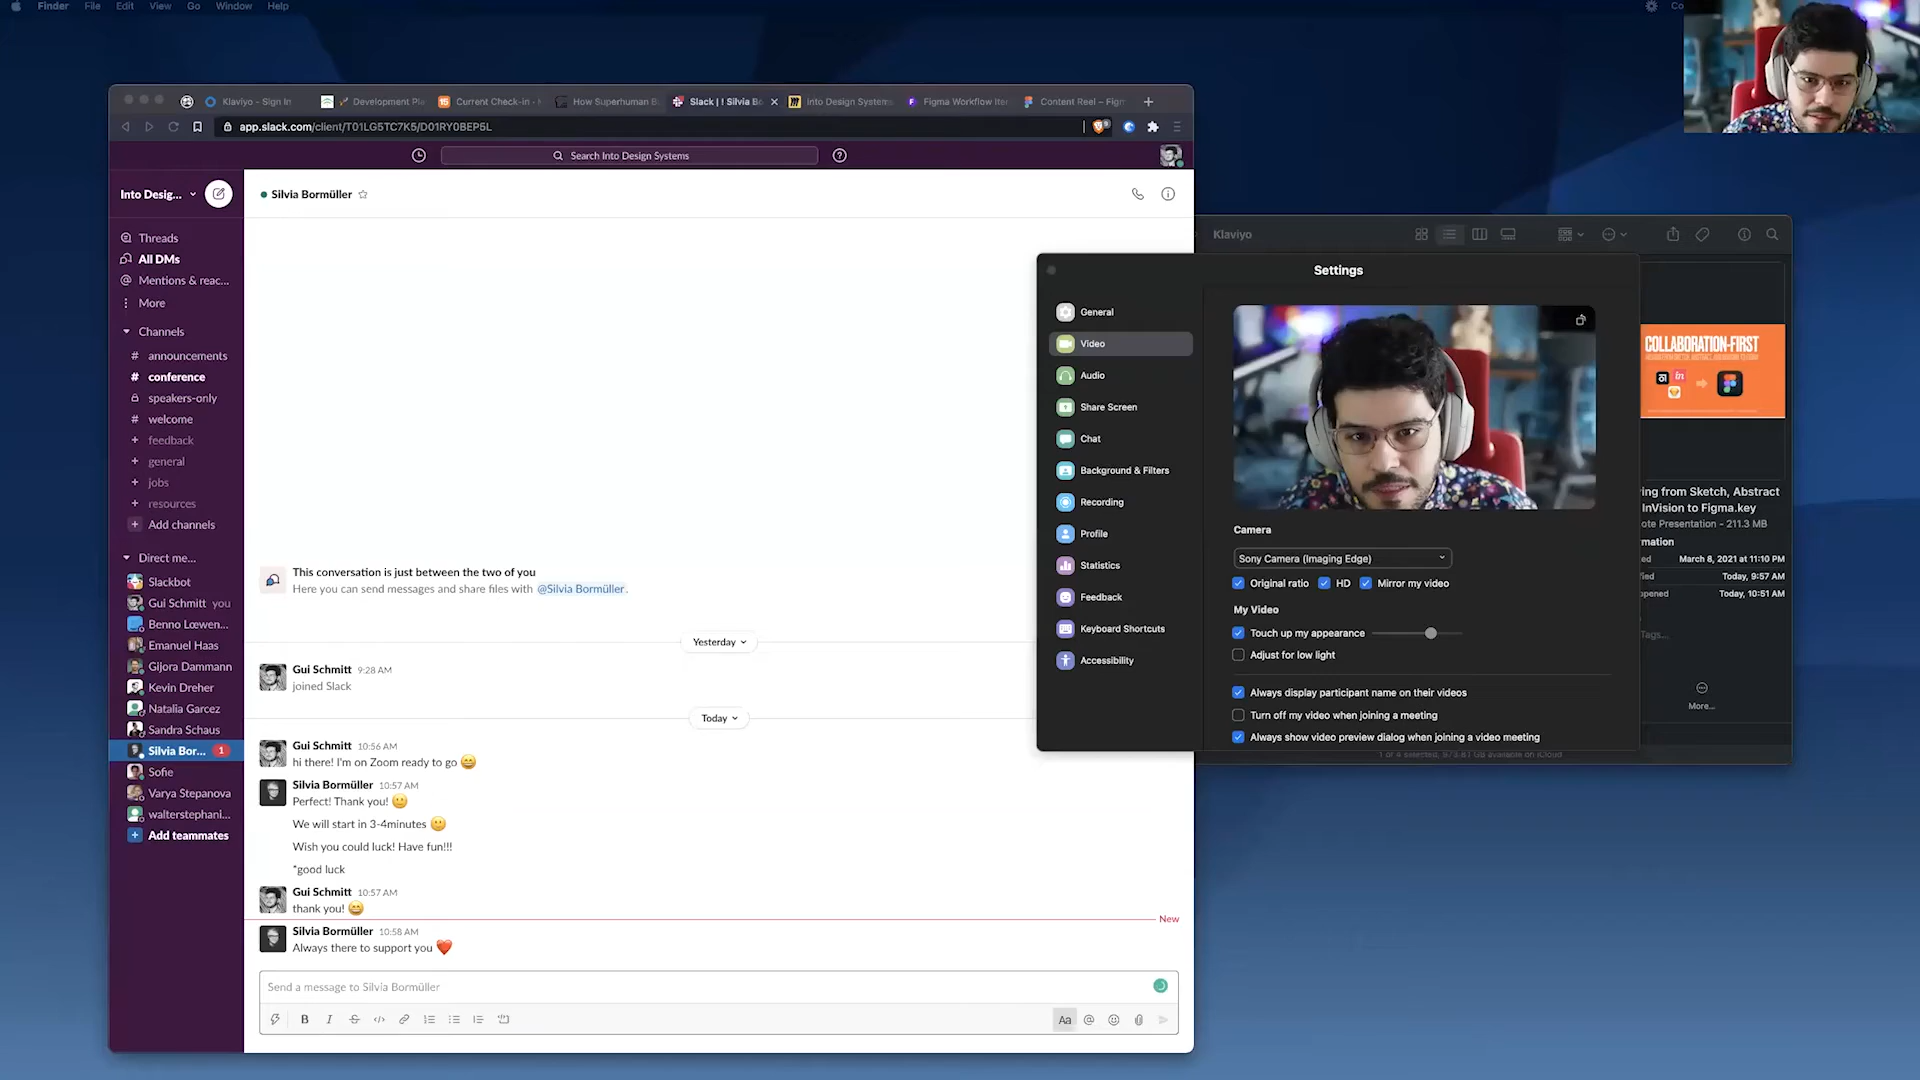 Finder File Edit View Go Window Help
Klaviyo - Sign In
Development Pla
Current Check-in -
How Superhuman B
Slack | ! Silvia Bo
Into Design Systems
Figma Workflow Iter
Content Reel – Figm
app.slack.com/client/T01LG5TC7K5/D01RY0BEP5L
Search Into Design Systems
Into Desig...
Threads
All DMs
Mentions & reac...
More
Channels
# announcements
# conference
speakers-only
# welcome
+ feedback
+ general
+ jobs
+ resources
+ Add channels
Direct me...
Slackbot
Gui Schmitt you
Benno Lœwen...
Emanuel Haas
Gijora Dammann
Kevin Dreher
Natalia Garcez
Sandra Schaus
Silvia Bor... 1
Sofie
Varya Stepanova
walterstephani...
+ Add teammates
Silvia Bormüller
This conversation is just between the two of you
Here you can send messages and share files with @Silvia Bormüller.
Yesterday
Gui Schmitt 9:28 AM
joined Slack
Today
Gui Schmitt 10:56 AM
hi there! I'm on Zoom ready to go 😄
Silvia Bormüller 10:57 AM
Perfect! Thank you! 🙂
We will start in 3-4minutes 🙂
Wish you could luck! Have fun!!!
*good luck
Gui Schmitt 10:57 AM
thank you! 😄
New
Silvia Bormüller 10:58 AM
Always there to support you ❤️
Send a message to Silvia Bormüller
B I S </> Aa @
Settings
General
Video
Audio
Share Screen
Chat
Background & Filters
Recording
Profile
Statistics
Feedback
Keyboard Shortcuts
Accessibility
Camera
Sony Camera (Imaging Edge)
Original ratio HD Mirror my video
My Video
Touch up my appearance
Adjust for low light
Always display participant name on their videos
Turn off my video when joining a meeting
Always show video preview dialog when joining a video meeting
Klaviyo
COLLABORATION-FIRST
in
ing from Sketch, Abstract
InVision to Figma.key
ote Presentation - 211.3 MB
mation
ed March 8, 2021 at 11:10 PM
fied Today, 9:57 AM
opened Today, 10:51 AM
Tags...
More...